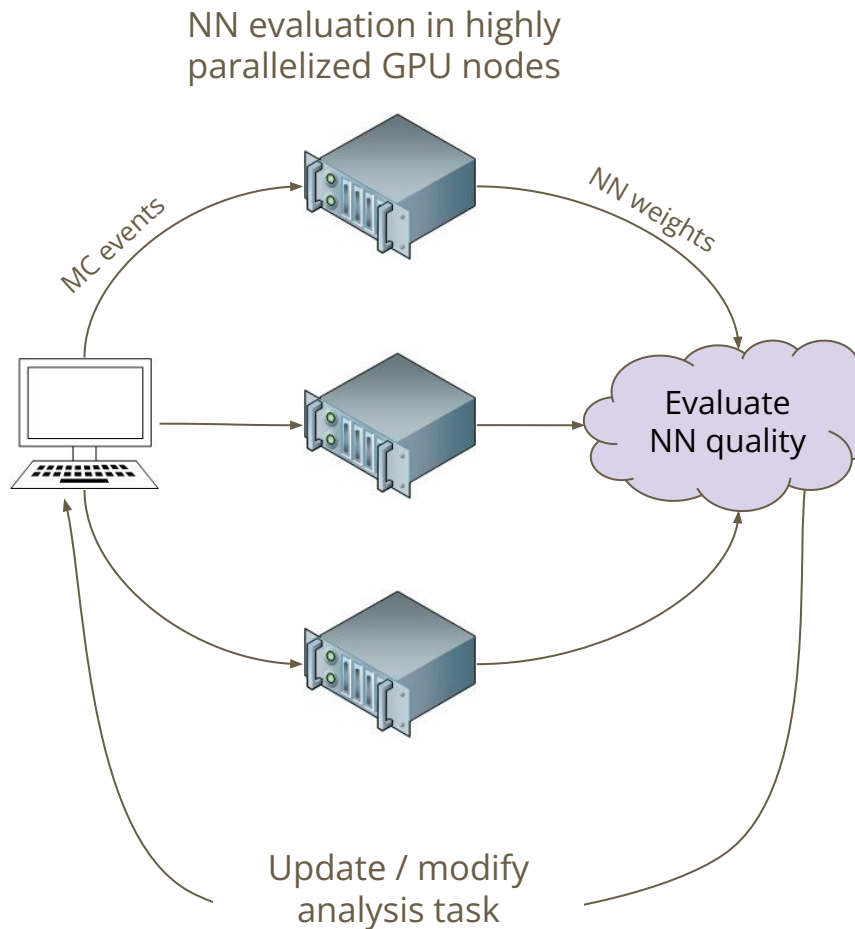 NN evaluation in highly
parallelized GPU nodes
MC events
NN weights
Evaluate
NN quality
Update / modify
analysis task